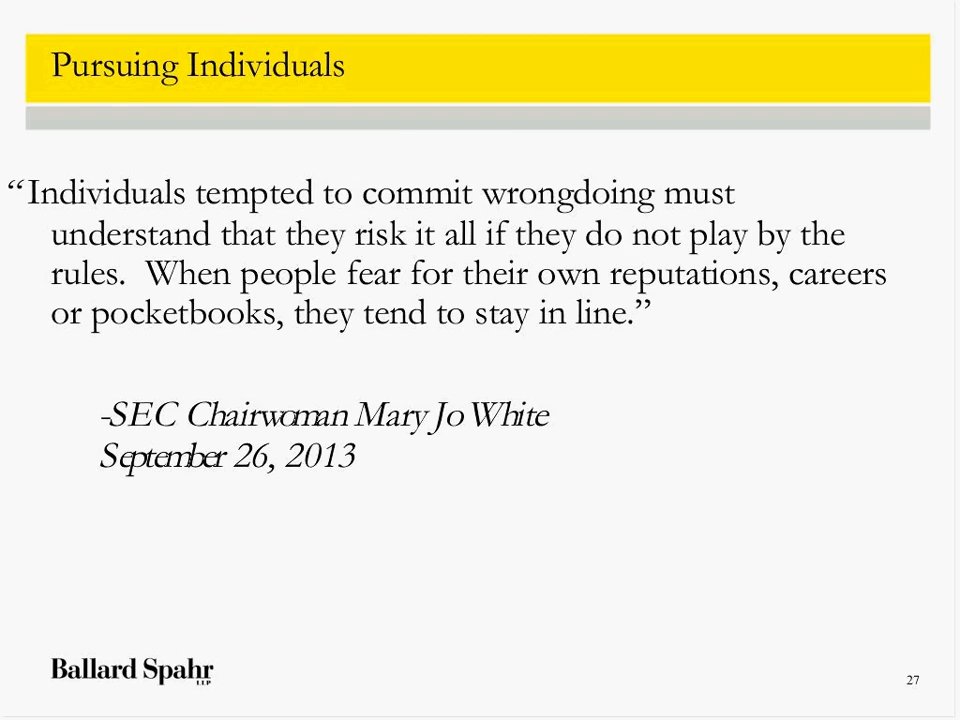 Pursuing Individuals
“Individuals tempted to commit wrongdoing must
understand that they risk it all if they do not play by the
rules.  When people fear for their own reputations, careers
or pocketbooks, they tend to stay in line.”
-SEC Chairwoman Mary Jo White
September 26, 2013
Ballard Spahr
LLP
27